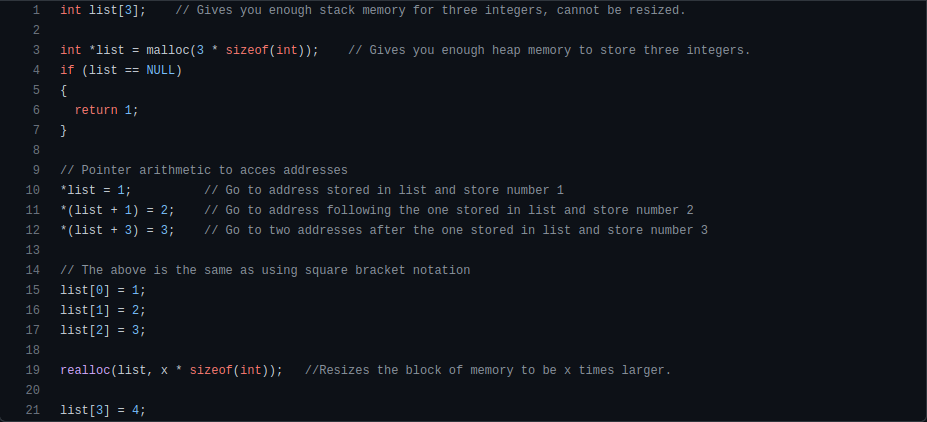 1 int list[3];    // Gives you enough stack memory for three integers, cannot be resized.
2
3 int *list = malloc(3 * sizeof(int));    // Gives you enough heap memory to store three integers.
4 if (list == NULL)
5 {
6   return 1;
7 }
8
9 // Pointer arithmetic to acces addresses
10 *list = 1;          // Go to address stored in list and store number 1
11 *(list + 1) = 2;    // Go to address following the one stored in list and store number 2
12 *(list + 3) = 3;    // Go to two addresses after the one stored in list and store number 3
13
14 // The above is the same as using square bracket notation
15 list[0] = 1;
16 list[1] = 2;
17 list[2] = 3;
18
19 realloc(list, x * sizeof(int));   //Resizes the block of memory to be x times larger.
20
21 list[3] = 4;